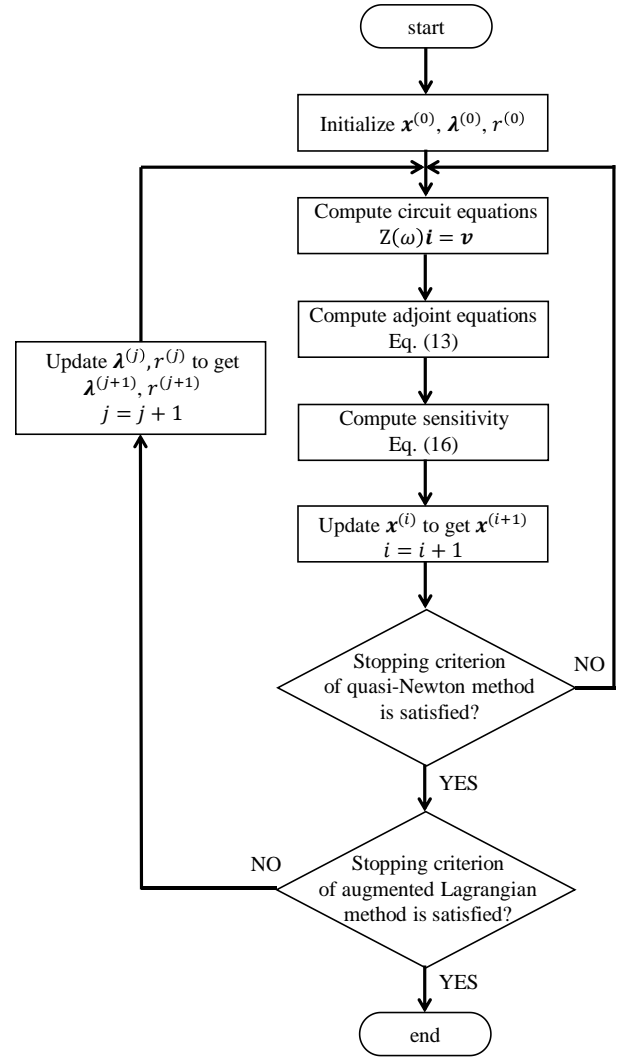 start
Initialize 𝒙⁽⁰⁾, 𝝀⁽⁰⁾, 𝑟⁽⁰⁾
Compute circuit equations
Z(𝜔)𝒊 = 𝒗
Compute adjoint equations
Eq. (13)
Update 𝝀⁽ʲ⁾, 𝑟⁽ʲ⁾ to get
𝝀⁽ʲ⁺¹⁾, 𝑟⁽ʲ⁺¹⁾
𝑗 = 𝑗 + 1
Compute sensitivity
Eq. (16)
Update 𝒙⁽ⁱ⁾ to get 𝒙⁽ⁱ⁺¹⁾
𝑖 = 𝑖 + 1
Stopping criterion
of quasi-Newton method
is satisfied?
NO
YES
NO
Stopping criterion
of augmented Lagrangian
method is satisfied?
YES
end